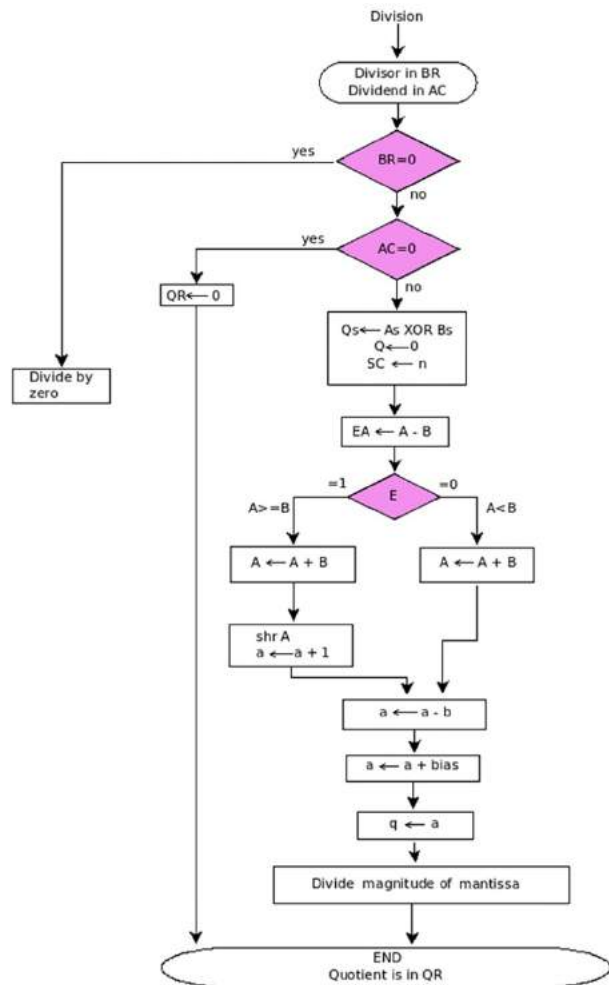 Division
Divisor in BR
Dividend in AC
yes
BR=0
no
yes
AC=0
no
QR← 0
Qs← As XOR Bs
Q←0
SC ← n
Divide by
zero
EA ← A - B
=1
E
=0
A>=B
A<B
A ← A + B
A ← A + B
shr A
a ←a + 1
a ← a - b
a ← a + bias
q ← a
Divide magnitude of mantissa
END
Quotient is in QR